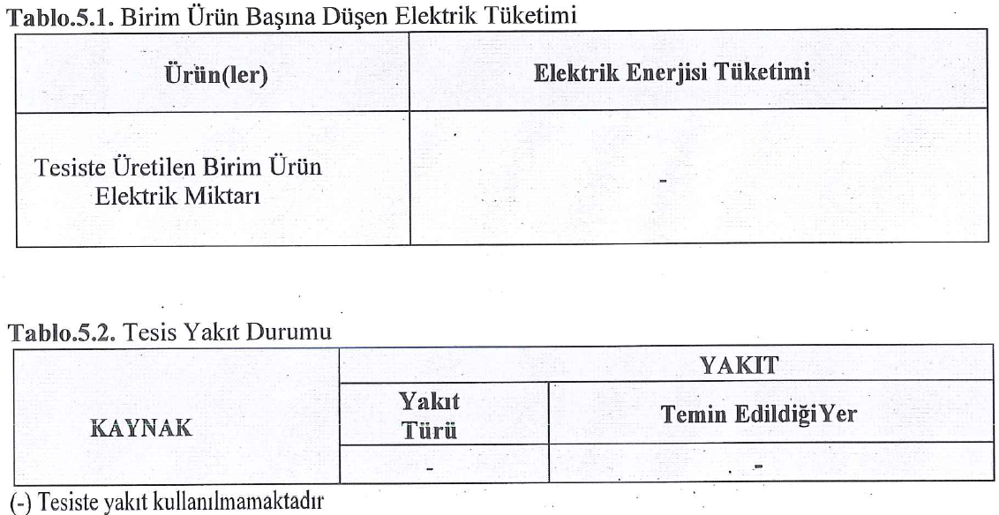 Tablo.5.1. Birim Ürün Başına Düşen Elektrik Tüketimi
Ürün(ler) Elektrik Enerjisi Tüketimi
Tesiste Üretilen Birim Ürün
Elektrik Miktarı -
Tablo.5.2. Tesis Yakıt Durumu
YAKIT
KAYNAK
Yakıt
Türü
Temin EdildiğiYer
- -
(-) Tesiste yakıt kullanılmamaktadır